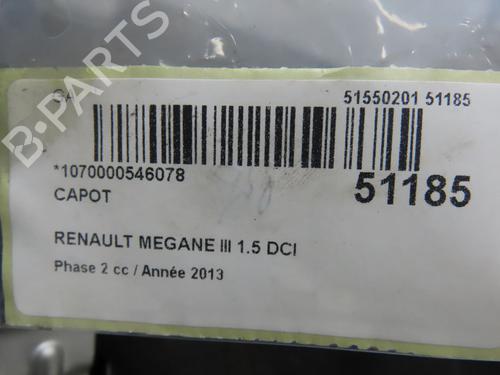 51550201 51185
*1070000546078
51185
CAPOT
RENAULT MEGANE III 1.5 DCI
Phase 2 cc / Année 2013
B-PARTS